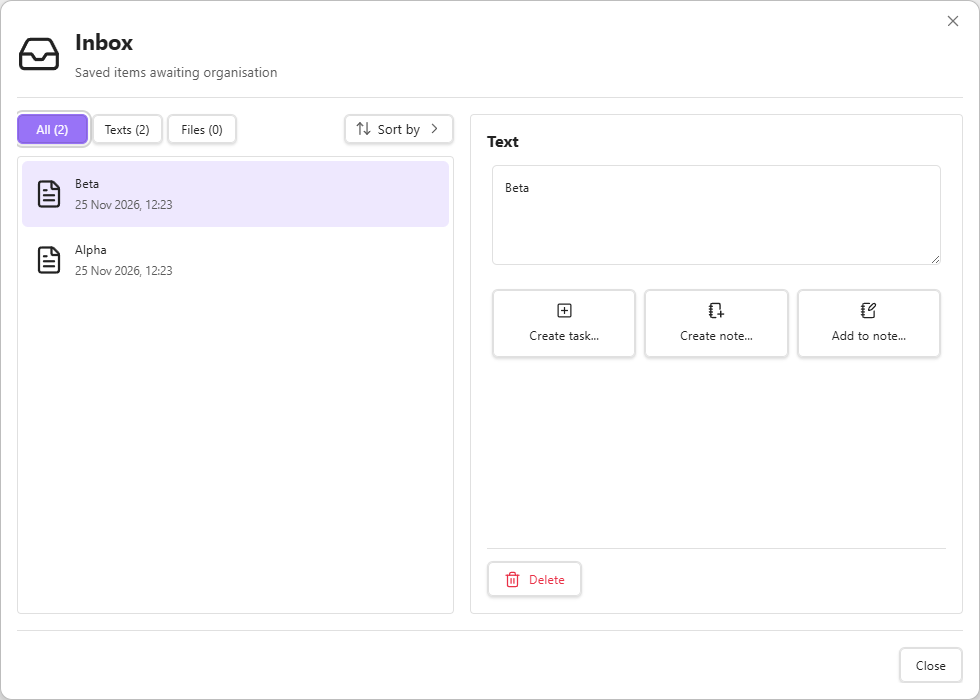 Inbox
Saved items awaiting organisation
All (2)
Texts (2)
Files (0)
Sort by
Beta
25 Nov 2026, 12:23
Alpha
25 Nov 2026, 12:23
Text
Beta
Create task...
Create note...
Add to note...
Delete
Close